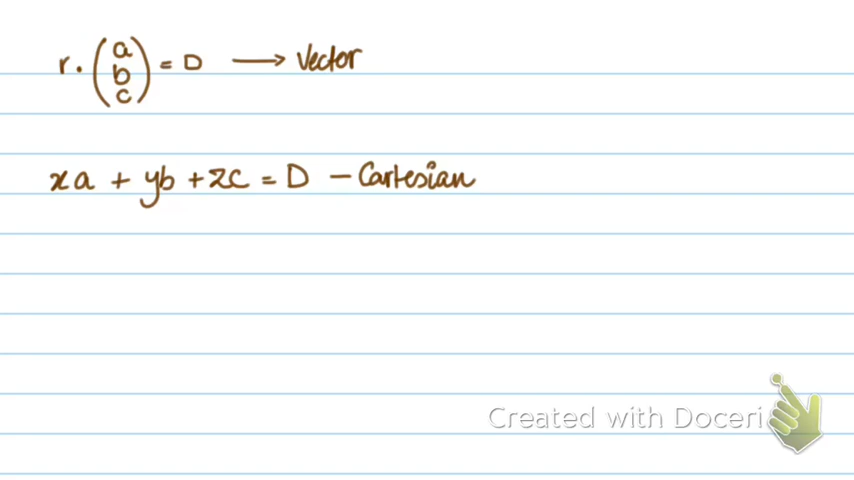 r. (a b c) = D → Vector
xa + yb + zc = D - Cartesian
Created with Doceri